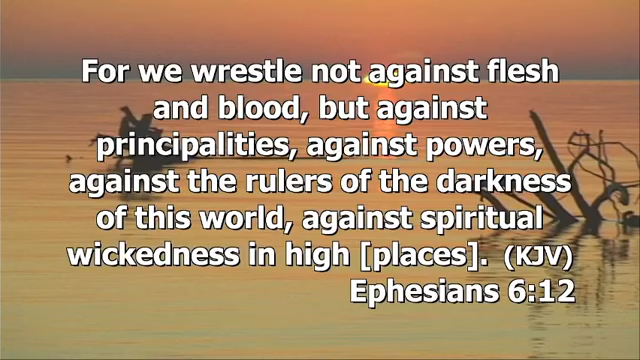 For we wrestle not against flesh
and blood, but against
principalities, against powers,
against the rulers of the darkness
of this world, against spiritual
wickedness in high [places]. (KJV)
Ephesians 6:12